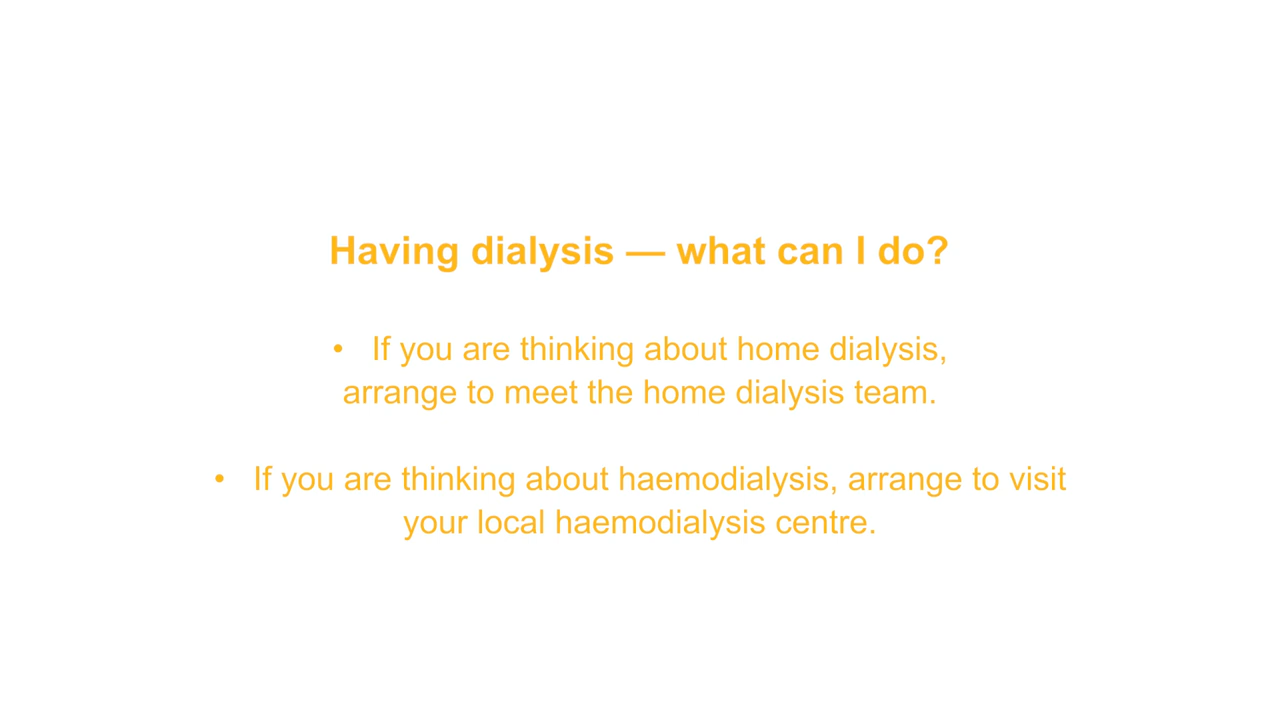 Having dialysis — what can I do?
• If you are thinking about home dialysis,
arrange to meet the home dialysis team.
• If you are thinking about haemodialysis, arrange to visit
your local haemodialysis centre.